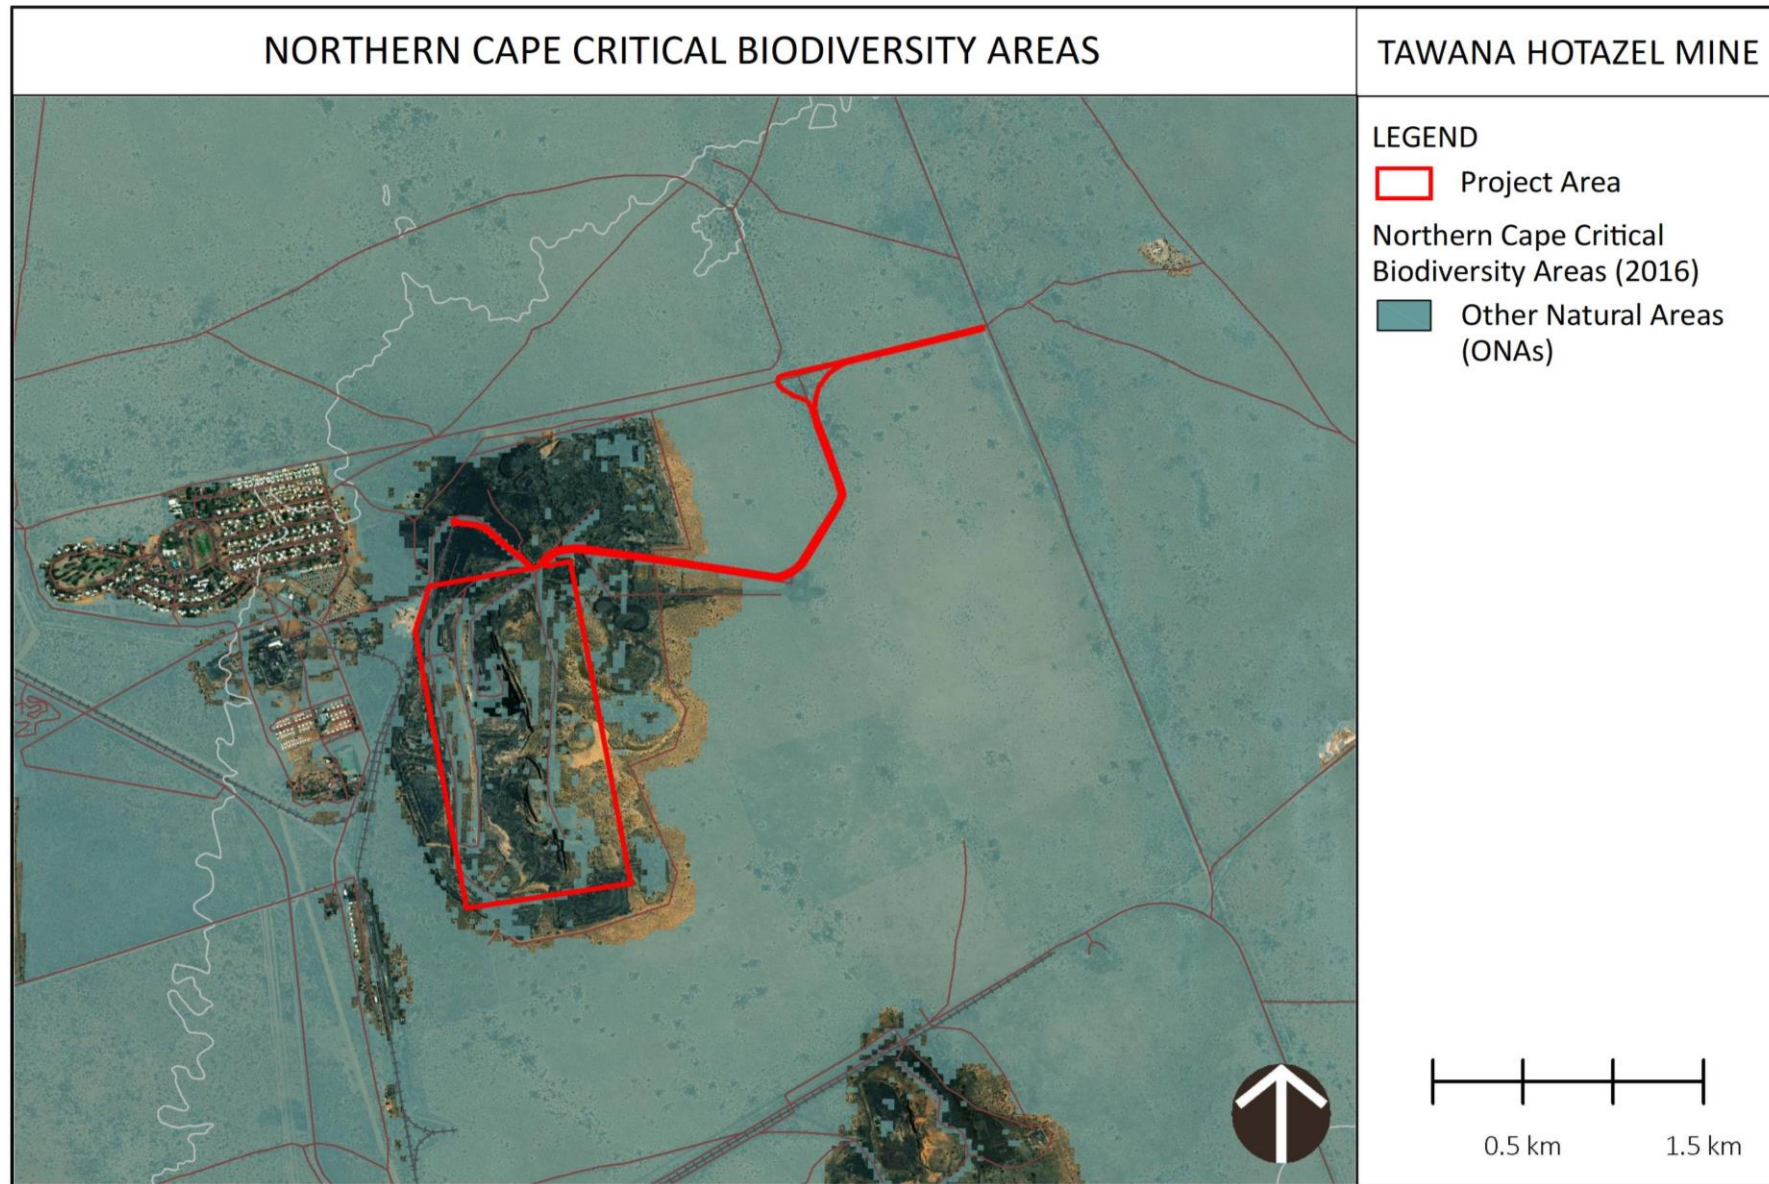 NORTHERN CAPE CRITICAL BIODIVERSITY AREAS
TAWANA HOTAZEL MINE
LEGEND
Project Area
Northern Cape Critical
Biodiversity Areas (2016)
Other Natural Areas
(ONAs)
0.5 km
1.5 km